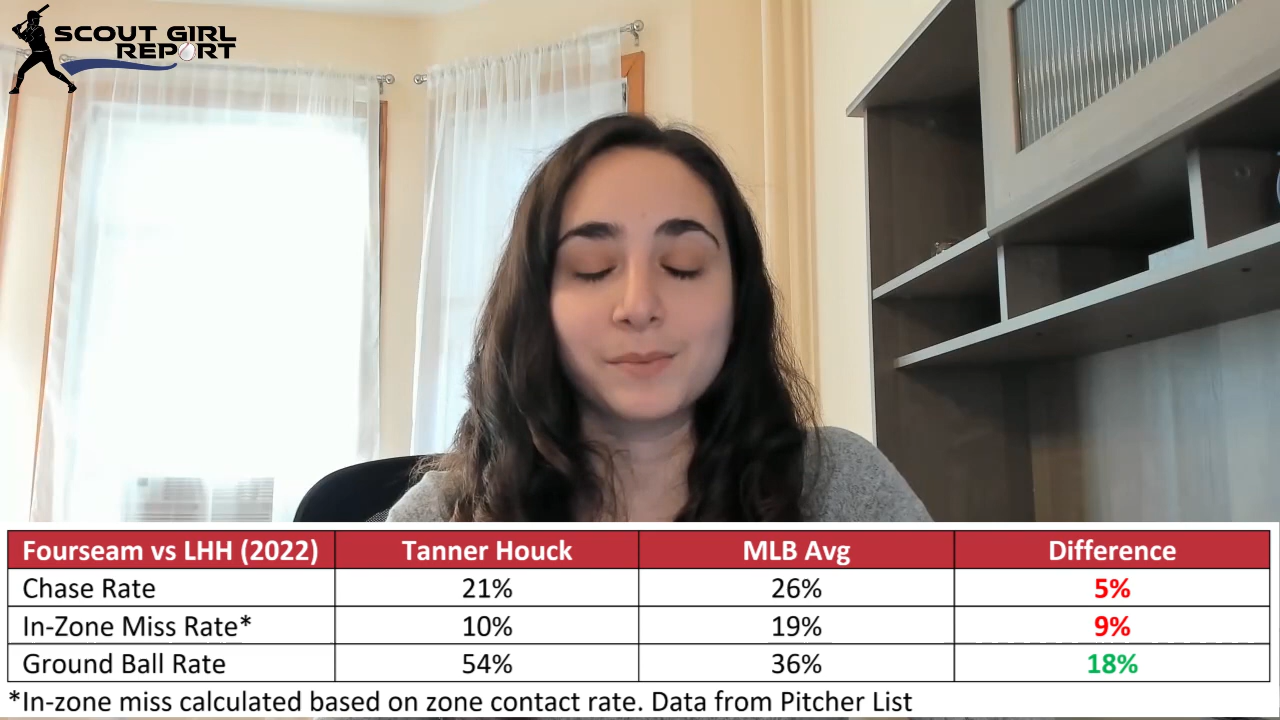 SCOUT GIRL
REPORT
Fourseam vs LHH (2022) Tanner Houck MLB Avg Difference
Chase Rate 21% 26% 5%
In-Zone Miss Rate* 10% 19% 9%
Ground Ball Rate 54% 36% 18%
*In-zone miss calculated based on zone contact rate. Data from Pitcher List